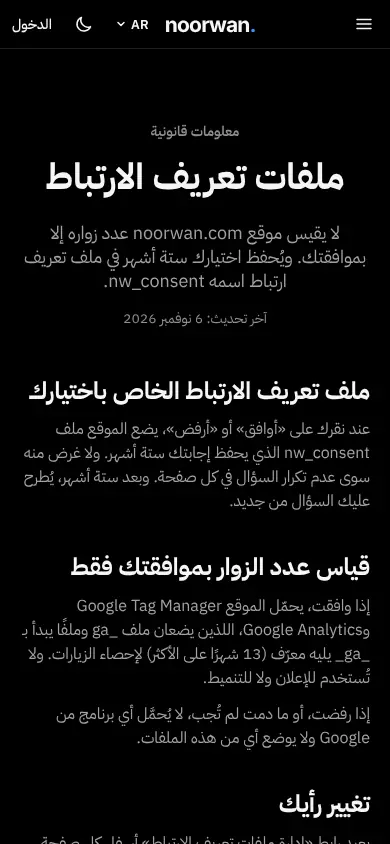 noorwan.
AR
الدخول
معلومات قانونية
ملفات تعريف الارتباط
لا يقيس موقع noorwan.com عدد زواره إلا
بموافقتك. ويُحفظ اختيارك ستة أشهر في ملف تعريف
ارتباط اسمه nw_consent.
آخر تحديث: 6 نوفمبر 2026
ملف تعريف الارتباط الخاص باختيارك
عند نقرك على «أوافق» أو «أرفض»، يضع الموقع ملف
nw_consent الذي يحفظ إجابتك ستة أشهر. ولا غرض منه
سوى عدم تكرار السؤال في كل صفحة. وبعد ستة أشهر، يُطرح
عليك السؤال من جديد.
قياس عدد الزوار بموافقتك فقط
إذا وافقت، يحمّل الموقع Google Tag Manager
وGoogle Analytics، اللذين يضعان ملف _ga وملفًا يبدأ بـ
_ga_ يليه معرّف (13 شهرًا على الأكثر) لإحصاء الزيارات. ولا
تُستخدم للإعلان ولا للتنميط.
إذا رفضت، أو ما دمت لم تُجب، لا يُحمَّل أي برنامج من
Google ولا يوضع أي من هذه الملفات.
تغيير رأيك